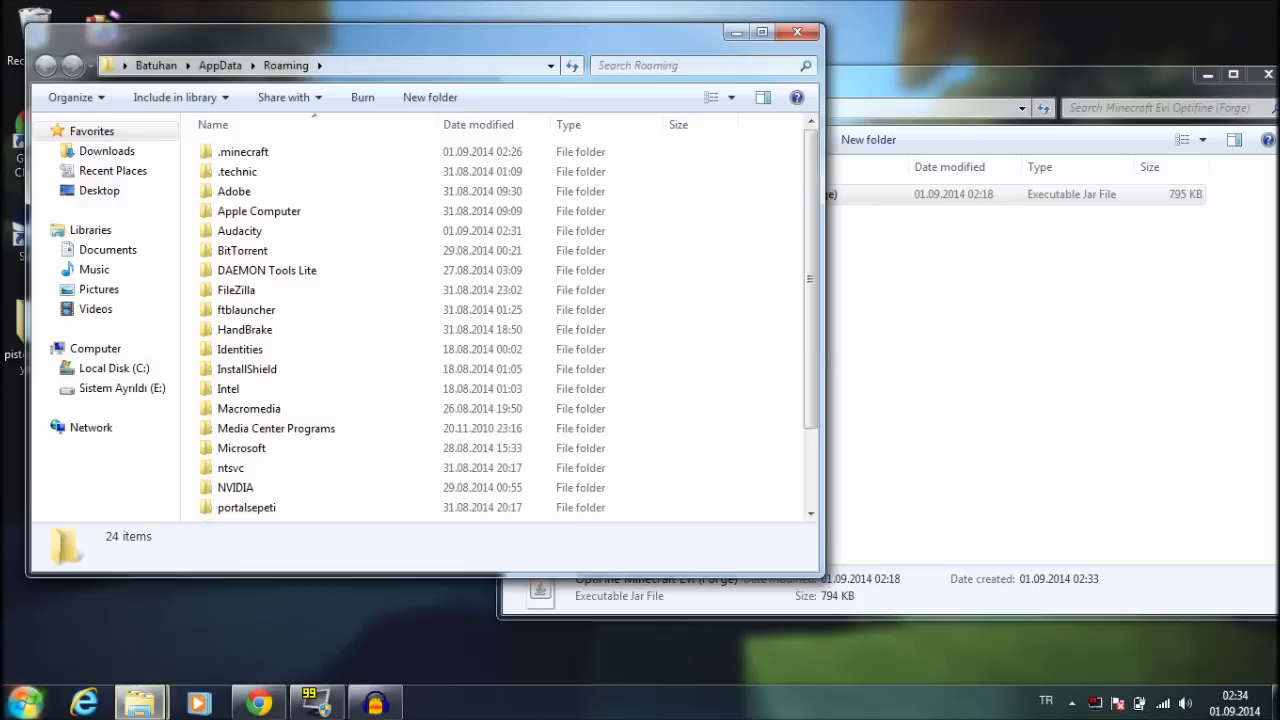 Batuhan AppData Roaming
Search Roaming
Organize Include in library Share with Burn New folder
Favorites
Downloads
Recent Places
Desktop
Libraries
Documents
Music
Pictures
Videos
Computer
Local Disk (C:)
Sistem Ayrıldı (E:)
Network
Name Date modified Type Size
.minecraft 01.09.2014 02:26 File folder
.technic 31.08.2014 01:09 File folder
Adobe 31.08.2014 09:30 File folder
Apple Computer 31.08.2014 09:09 File folder
Audacity 01.09.2014 02:31 File folder
BitTorrent 29.08.2014 00:21 File folder
DAEMON Tools Lite 27.08.2014 03:09 File folder
FileZilla 31.08.2014 23:02 File folder
ftblauncher 31.08.2014 01:25 File folder
HandBrake 31.08.2014 18:50 File folder
Identities 18.08.2014 00:02 File folder
InstallShield 18.08.2014 01:05 File folder
Intel 18.08.2014 01:03 File folder
Macromedia 26.08.2014 19:50 File folder
Media Center Programs 20.11.2010 23:16 File folder
Microsoft 28.08.2014 15:33 File folder
ntsvc 31.08.2014 20:17 File folder
NVIDIA 29.08.2014 00:55 File folder
portalsepeti 31.08.2014 20:17 File folder
24 items
Search Minecraft Evi Optifine (Forge)
New folder
Date modified Type Size
01.09.2014 02:18 Executable Jar File 795 KB
Optifine Minecraft Evi (Forge) Date modified: 01.09.2014 02:18 Date created: 01.09.2014 02:33
Executable Jar File Size: 794 KB
99
TR
02:34
01.09.2014